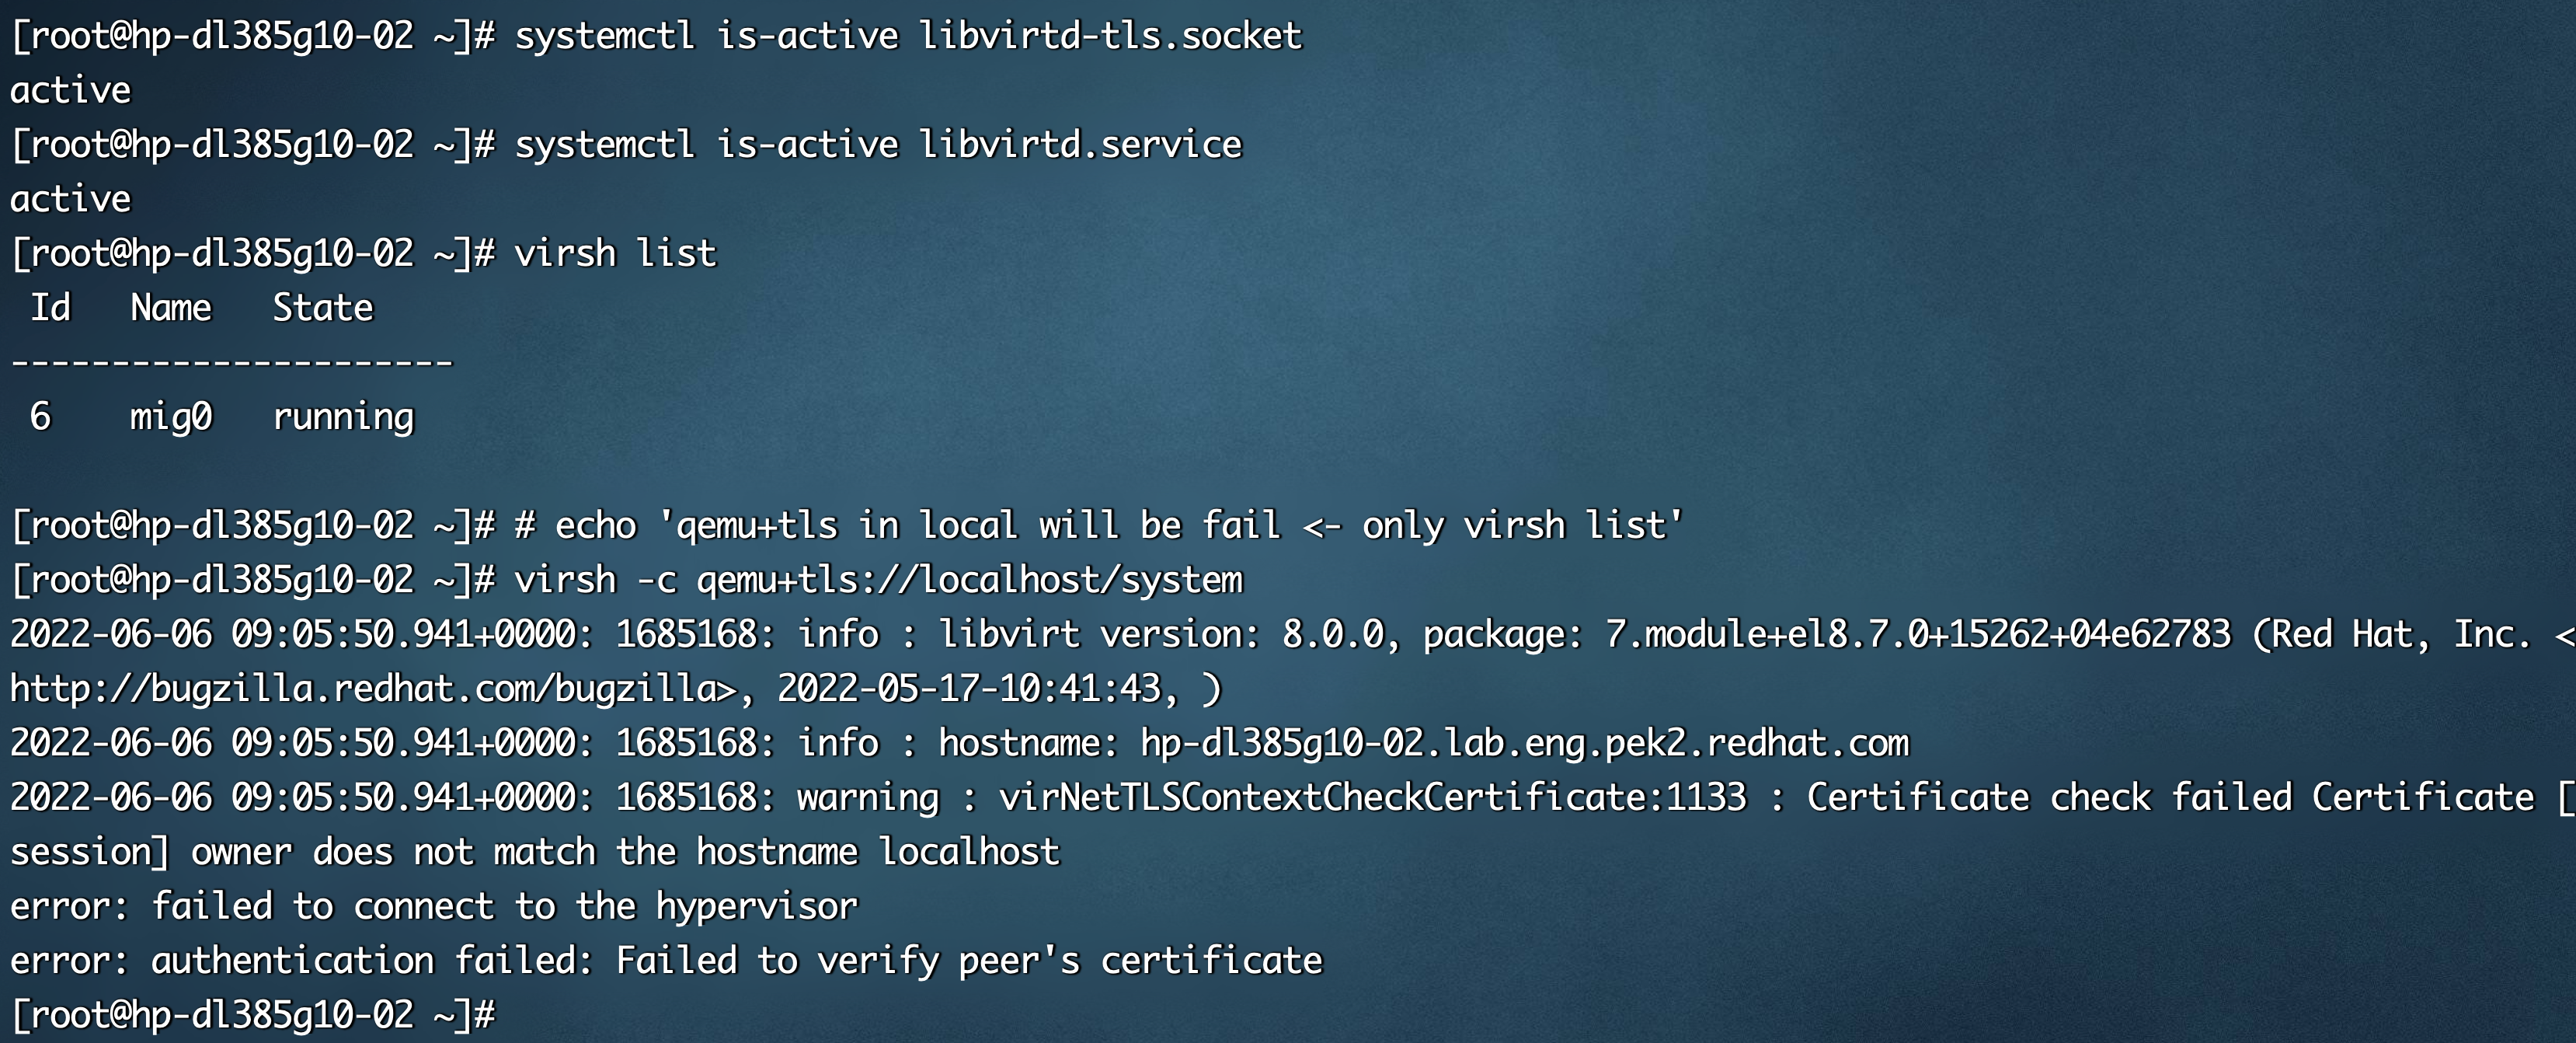 [root@hp-dl385g10-02 ~]# systemctl is-active libvirtd-tls.socket
active
[root@hp-dl385g10-02 ~]# systemctl is-active libvirtd.service
active
[root@hp-dl385g10-02 ~]# virsh list
 Id   Name   State
----------------------
 6    mig0   running
[root@hp-dl385g10-02 ~]# # echo 'qemu+tls in local will be fail <- only virsh list'
[root@hp-dl385g10-02 ~]# virsh -c qemu+tls://localhost/system
2022-06-06 09:05:50.941+0000: 1685168: info : libvirt version: 8.0.0, package: 7.module+el8.7.0+15262+04e62783 (Red Hat, Inc. <
http://bugzilla.redhat.com/bugzilla>, 2022-05-17-10:41:43, )
2022-06-06 09:05:50.941+0000: 1685168: info : hostname: hp-dl385g10-02.lab.eng.pek2.redhat.com
2022-06-06 09:05:50.941+0000: 1685168: warning : virNetTLSContextCheckCertificate:1133 : Certificate check failed Certificate [
session] owner does not match the hostname localhost
error: failed to connect to the hypervisor
error: authentication failed: Failed to verify peer's certificate
[root@hp-dl385g10-02 ~]#